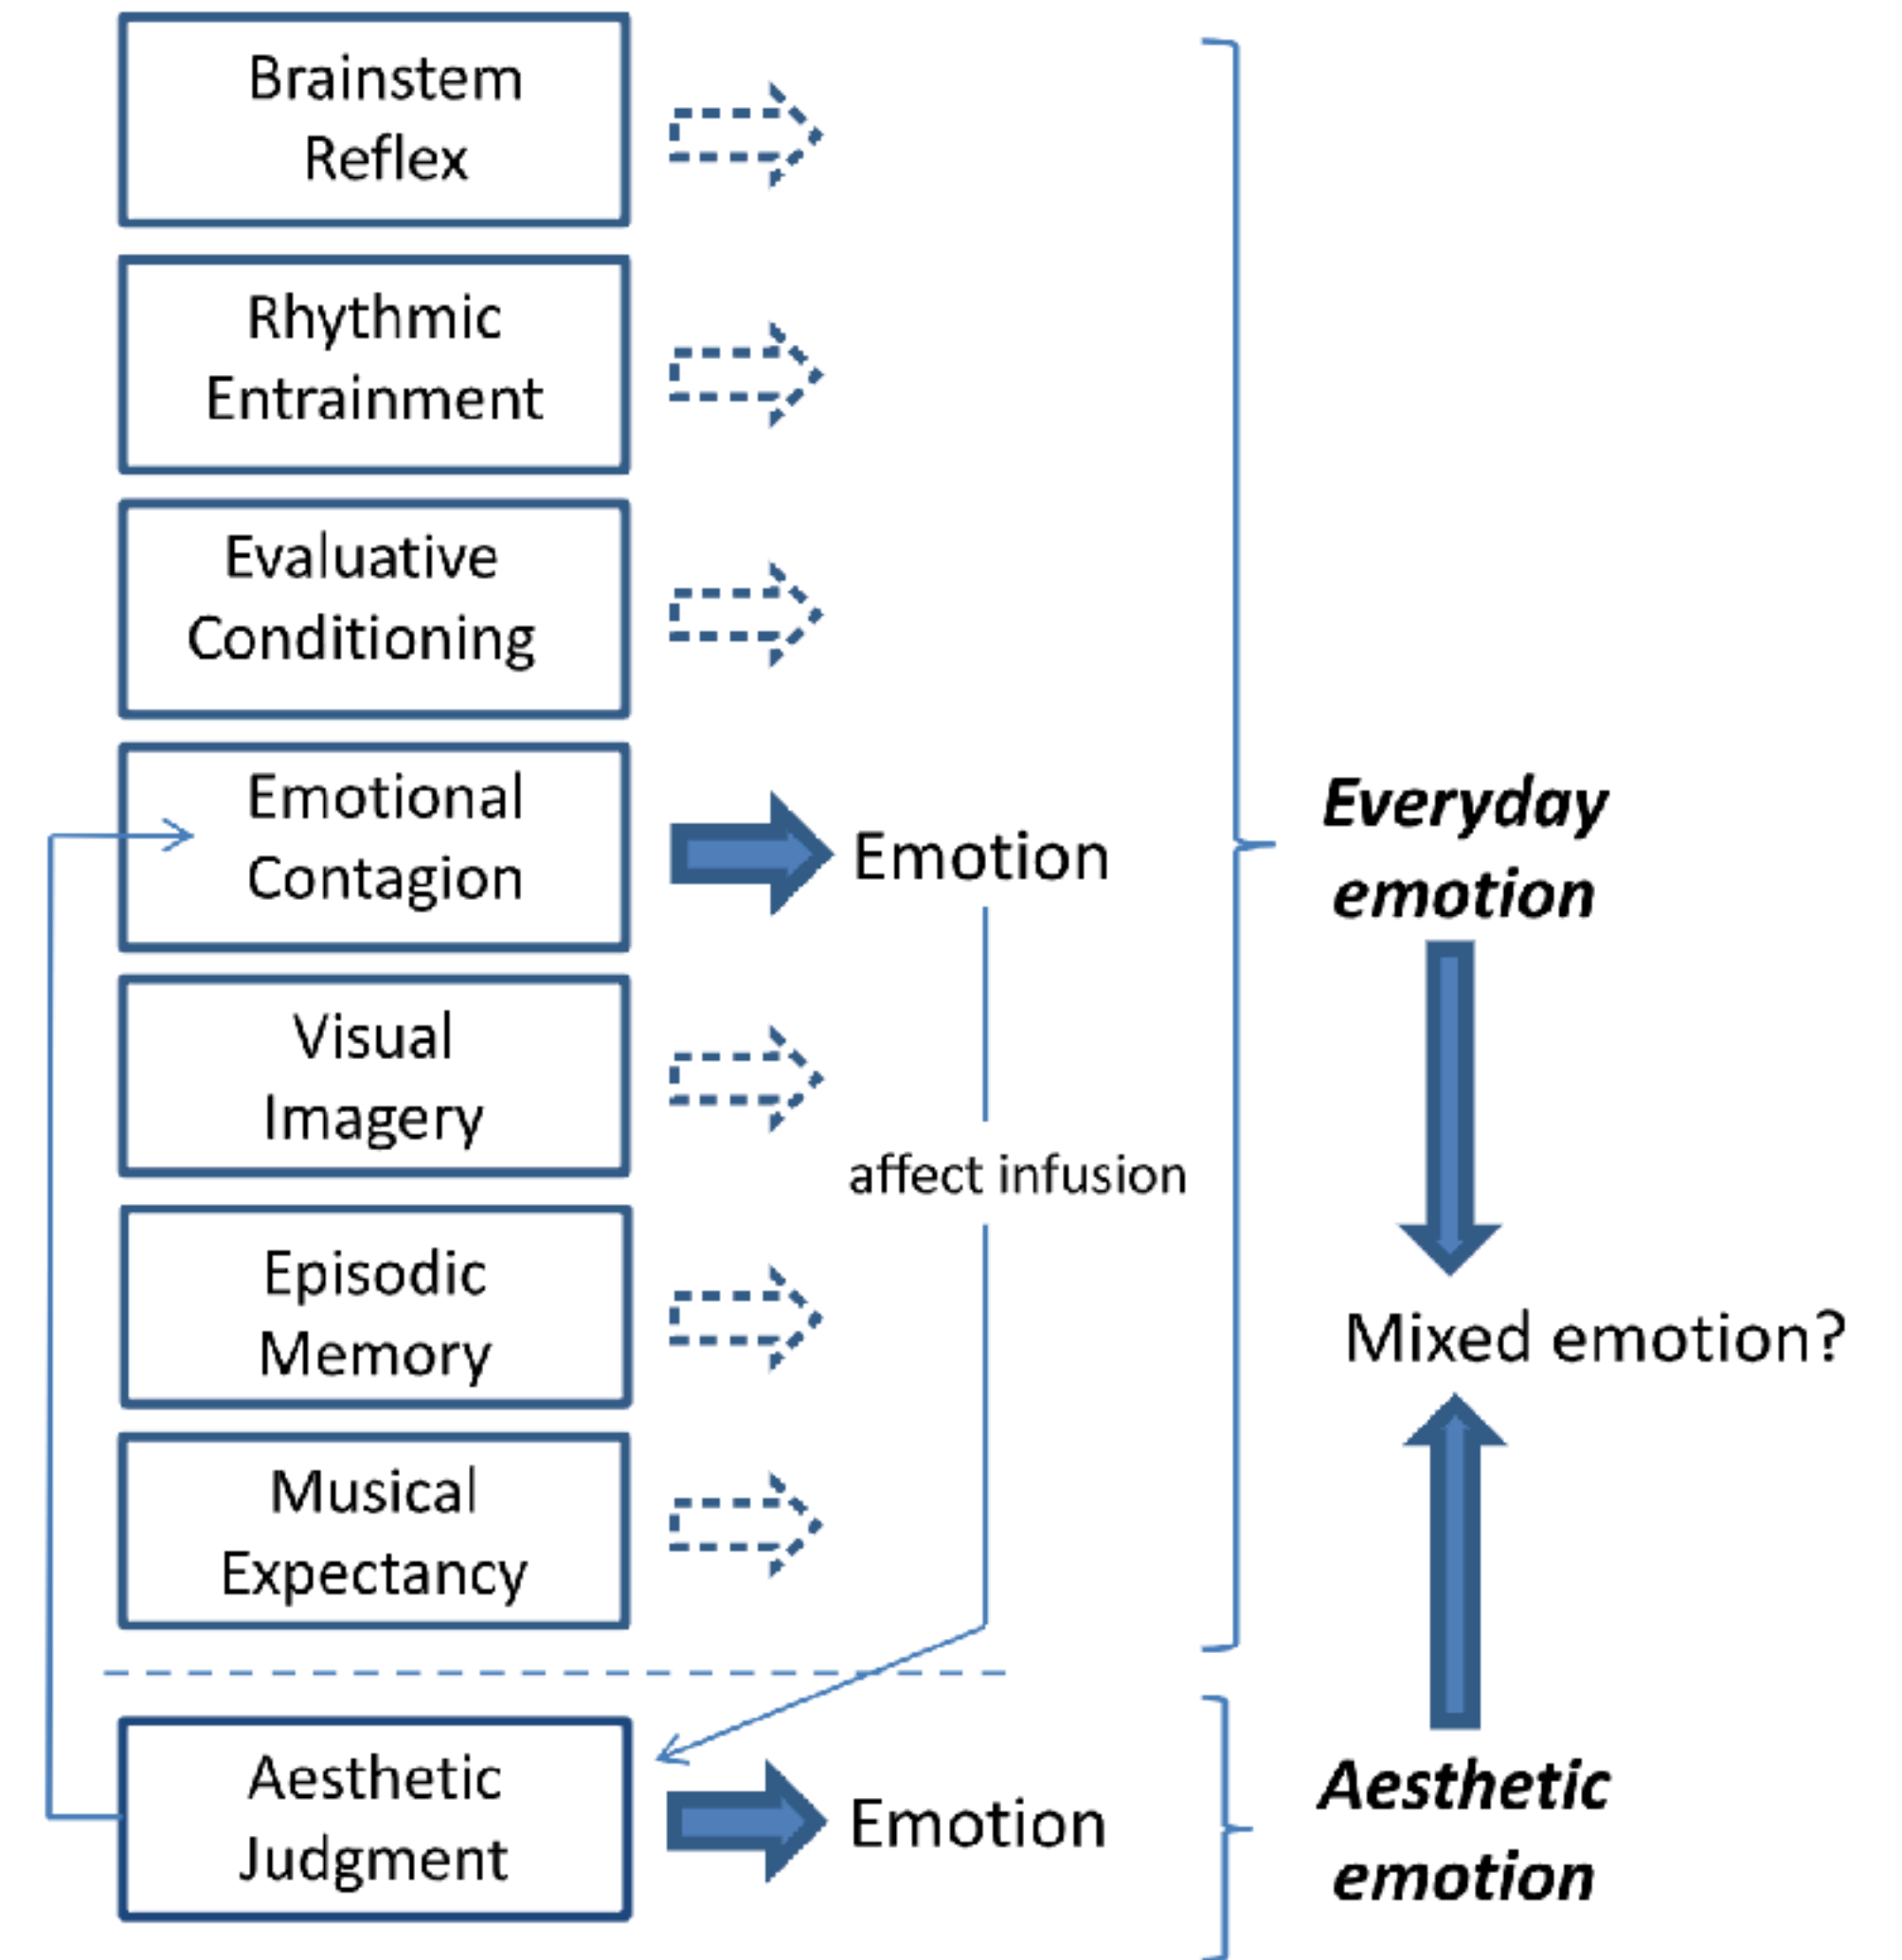 Brainstem
Reflex
Rhythmic
Entrainment
Evaluative
Conditioning
Emotional
Contagion
Emotion
Visual
Imagery
affect infusion
Episodic
Memory
Musical
Expectancy
Aesthetic
Judgment
Emotion
Everyday
emotion
Mixed emotion?
Aesthetic
emotion